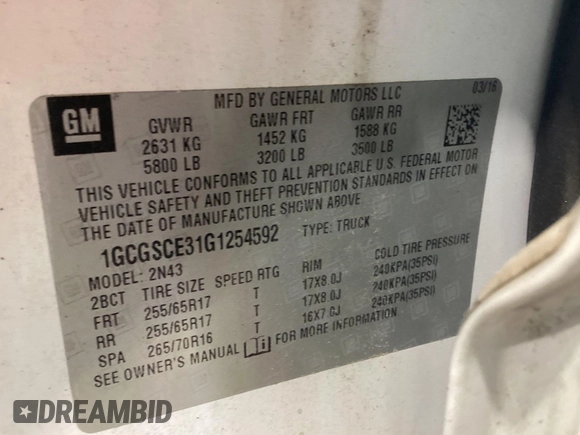 MFD BY GENERAL MOTORS LLC 03/16
GM
GVWR GAWR FRT GAWR RR
2631 KG 1452 KG 1588 KG
5800 LB 3200 LB 3500 LB
THIS VEHICLE CONFORMS TO ALL APPLICABLE U.S. FEDERAL MOTOR
VEHICLE SAFETY AND THEFT PREVENTION STANDARDS IN EFFECT ON
THE DATE OF MANUFACTURE SHOWN ABOVE
1GCGSCE31G1254592 TYPE: TRUCK
MODEL: 2N43
2BCT TIRE SIZE SPEED RTG RIM COLD TIRE PRESSURE
FRT 255/65R17 T 17X8.0J 240KPA(35PSI)
RR 255/65R17 T 17X8.0J 240KPA(35PSI)
SPA 265/70R16 T 16X7.0J 240KPA(35PSI)
SEE OWNER'S MANUAL FOR MORE INFORMATION
DREAMBID